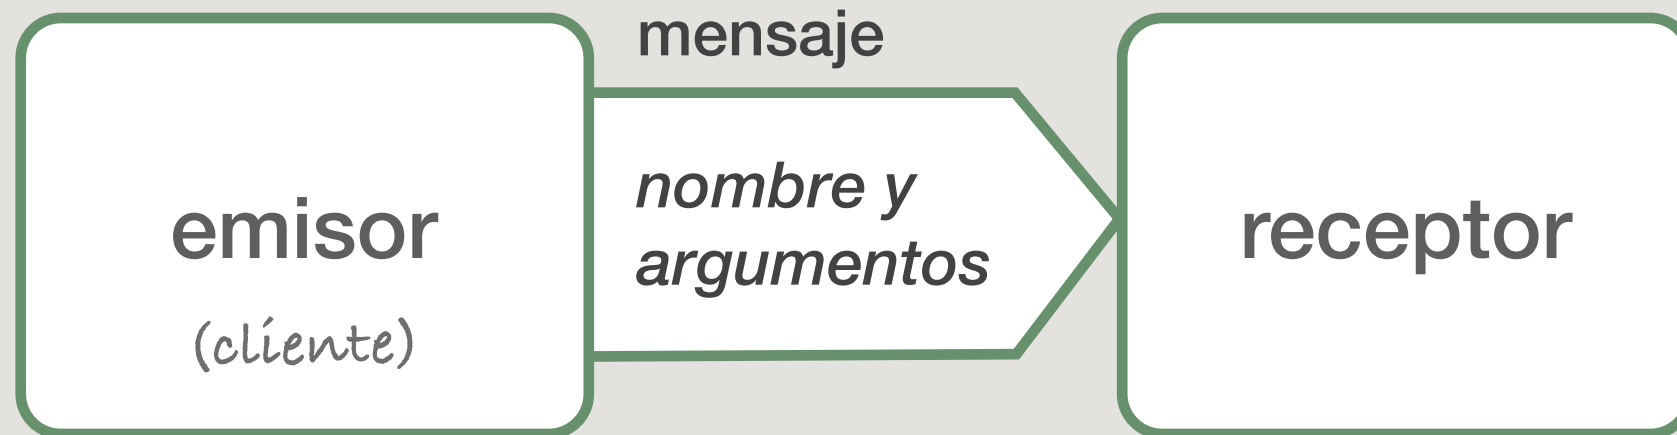 mensaje
emisor
(cliente)
nombre y
argumentos
receptor